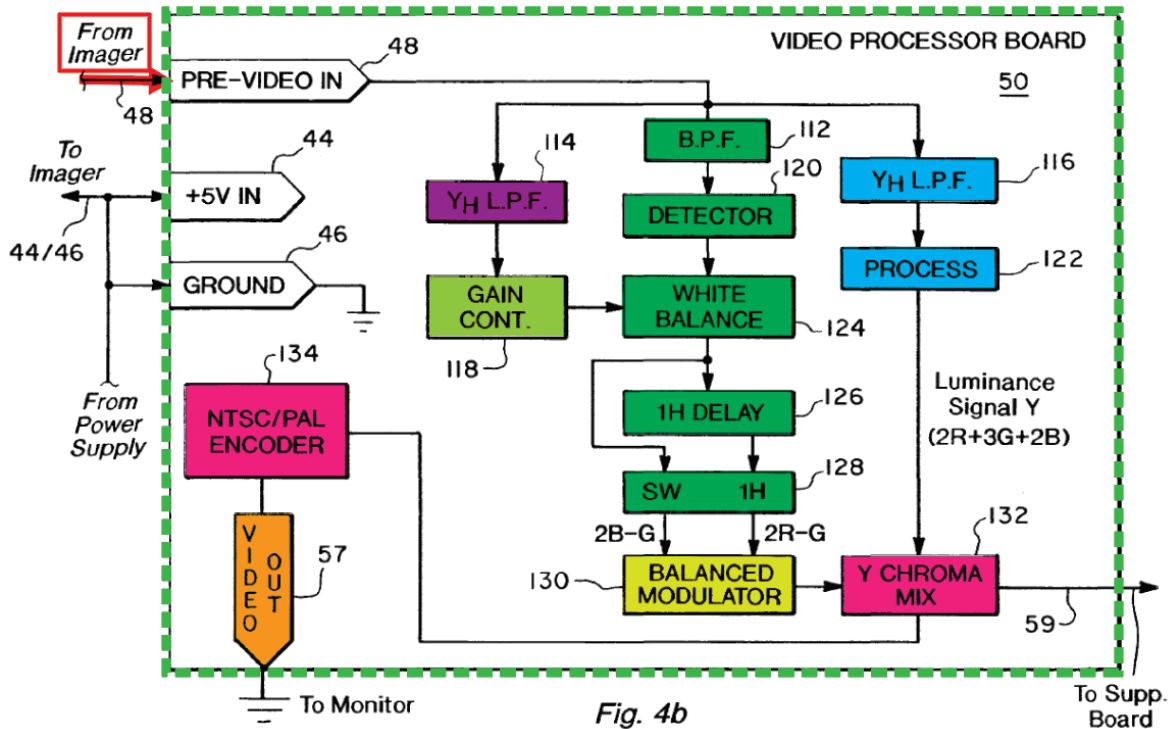 From
Imager
48
PRE-VIDEO IN
48
VIDEO PROCESSOR BOARD
50
To
Imager
44/46
44
+5V IN
46
GROUND
From
Power
Supply
114
YH L.P.F.
GAIN
CONT.
118
B.P.F.
112
120
DETECTOR
WHITE
BALANCE
124
1H DELAY
126
SW 1H
128
2B-G
2R-G
130
BALANCED
MODULATOR
YH L.P.F.
116
PROCESS
122
Luminance
Signal Y
(2R+3G+2B)
132
Y CHROMA
MIX
59
To Supp.
Board
134
NTSC/PAL
ENCODER
VIDEO
OUT
57
To Monitor
Fig. 4b